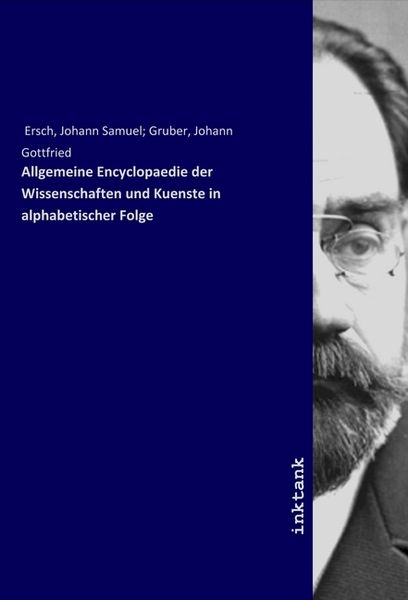 Ersch, Johann Samuel; Gruber, Johann
Gottfried
Allgemeine Encyclopaedie der
Wissenschaften und Kuenste in
alphabetischer Folge
inktank